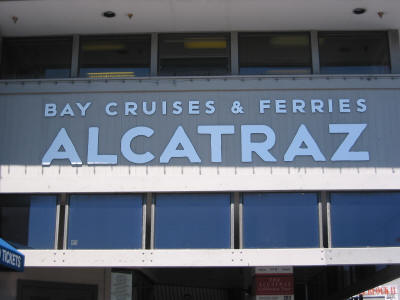 BAY CRUISES & FERRIES
ALCATRAZ
TICKETS